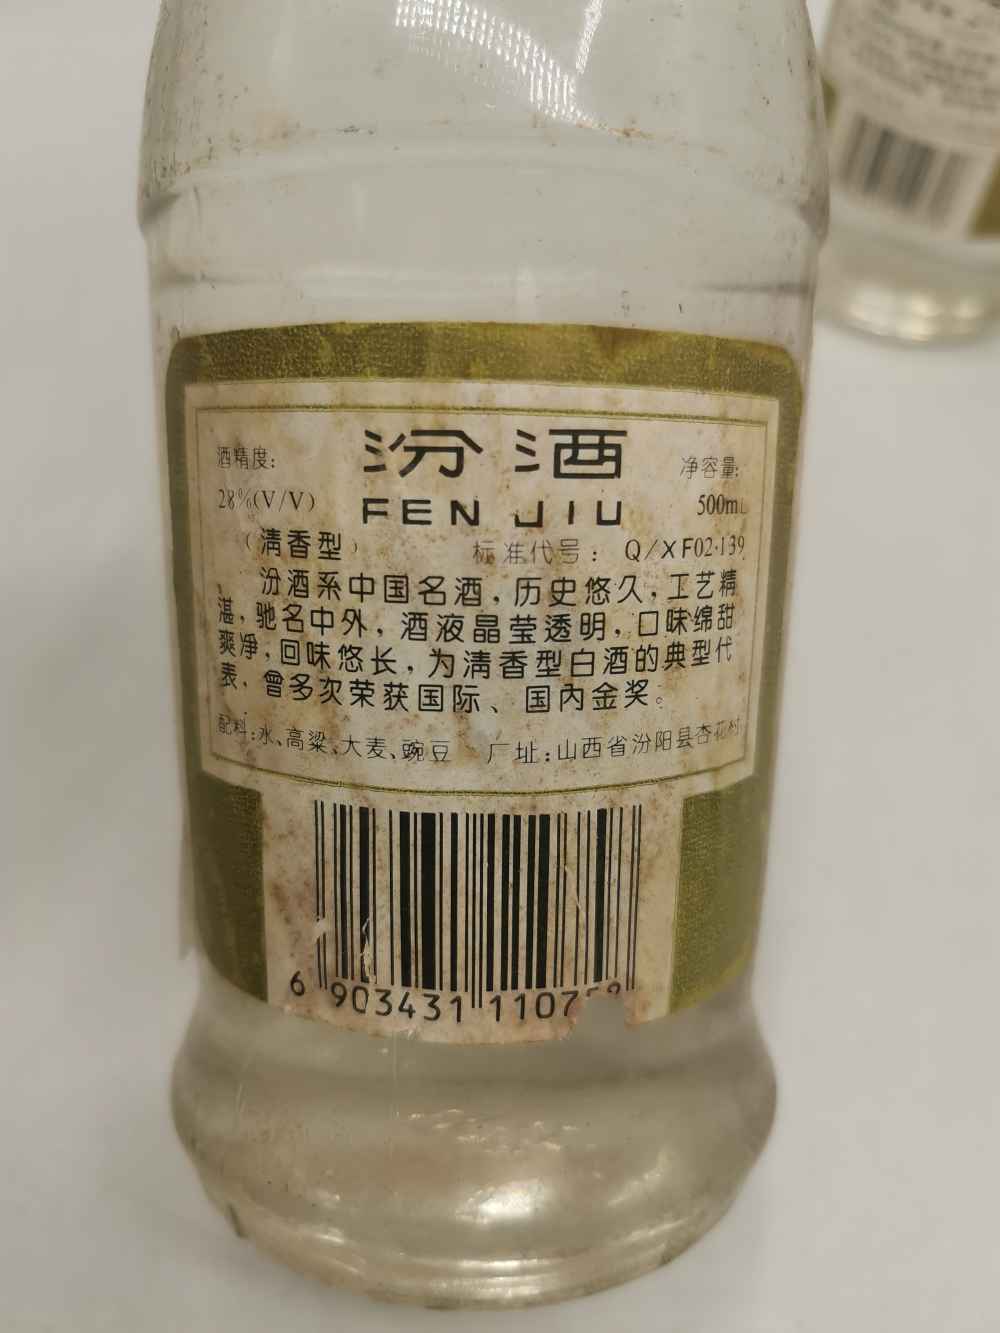 汾酒
FEN JIU
酒精度:
28%(V/V)
净容量:
500mL
(清香型)
标准代号: Q/XF02·139
汾酒系中国名酒,历史悠久,工艺精
湛,驰名中外,酒液晶莹透明,口味绵甜
爽净,回味悠长,为清香型白酒的典型代
表.曾多次荣获国际、国内金奖。
配料:水、高粱、大麦、豌豆 厂址:山西省汾阳县杏花村
6 903431 1107